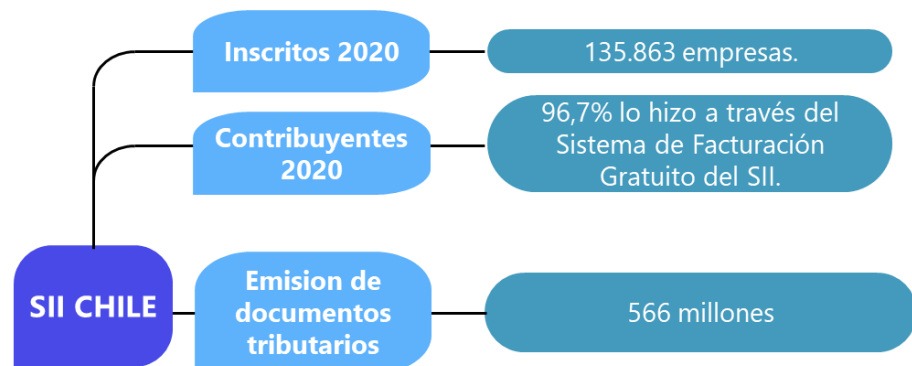 Inscritos 2020
135.863 empresas.
Contribuyentes
2020
96,7% lo hizo a través del
Sistema de Facturación
Gratuito del SII.
SII CHILE
Emision de
documentos
tributarios
566 millones